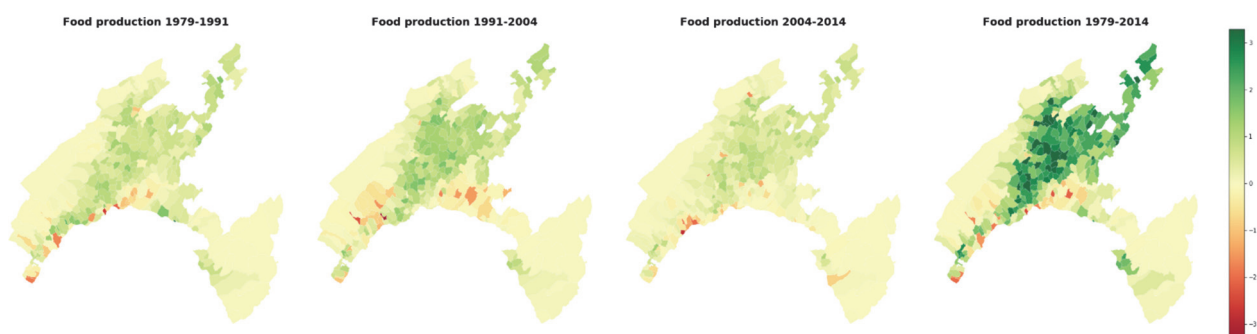 Food production 1979-1991
Food production 1991-2004
Food production 2004-2014
Food production 1979-2014
3
2
1
0
−1
−2
−3